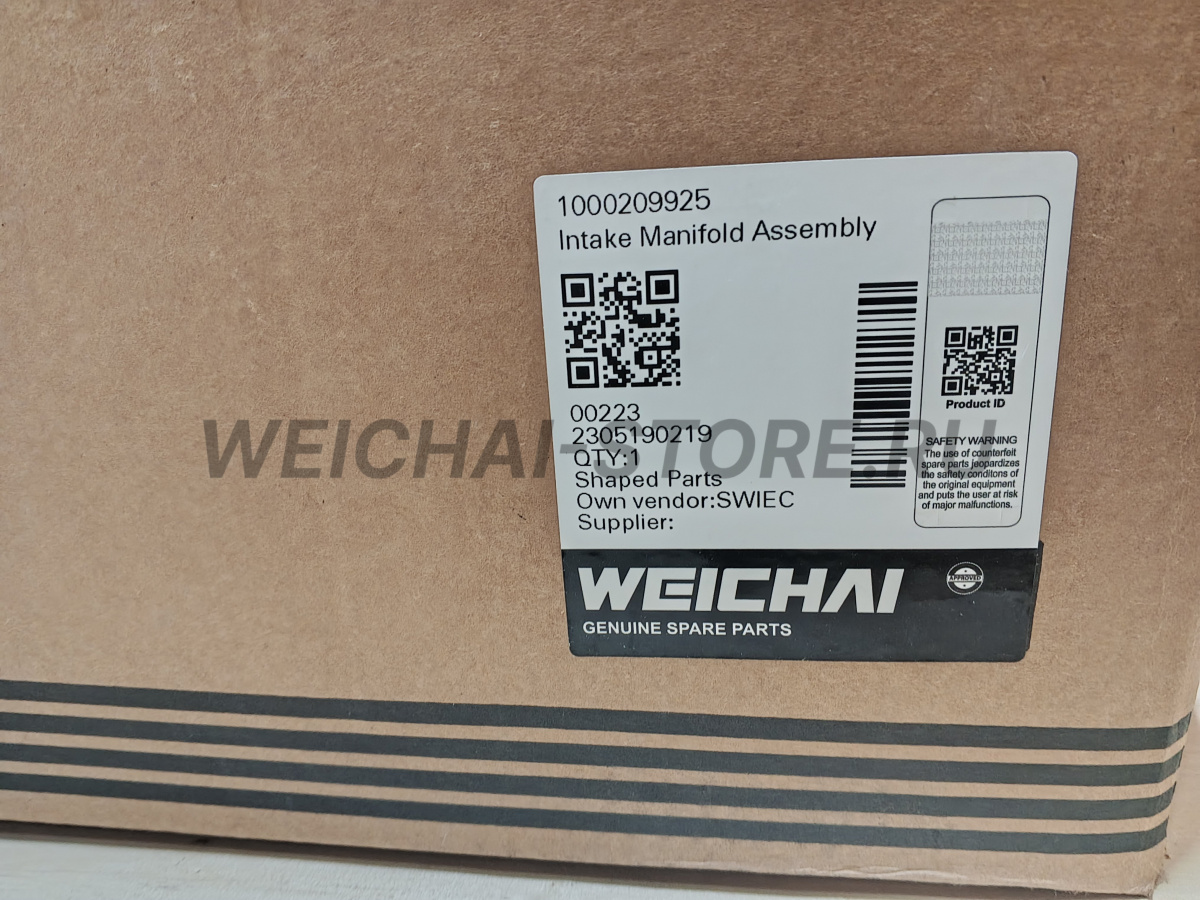 1000209925
Intake Manifold Assembly
00223
2305190219
QTY:1
Shaped Parts
Own vendor:SWIEC
Supplier:
Product ID
SAFETY WARNING
The use of counterfeit
spare parts jeopardizes
the safety conditons of
the original equipment
and puts the user at risk
of major malfunctions.
WEICHAI
APPROVED
GENUINE SPARE PARTS
WEICHAI-STORE.RU